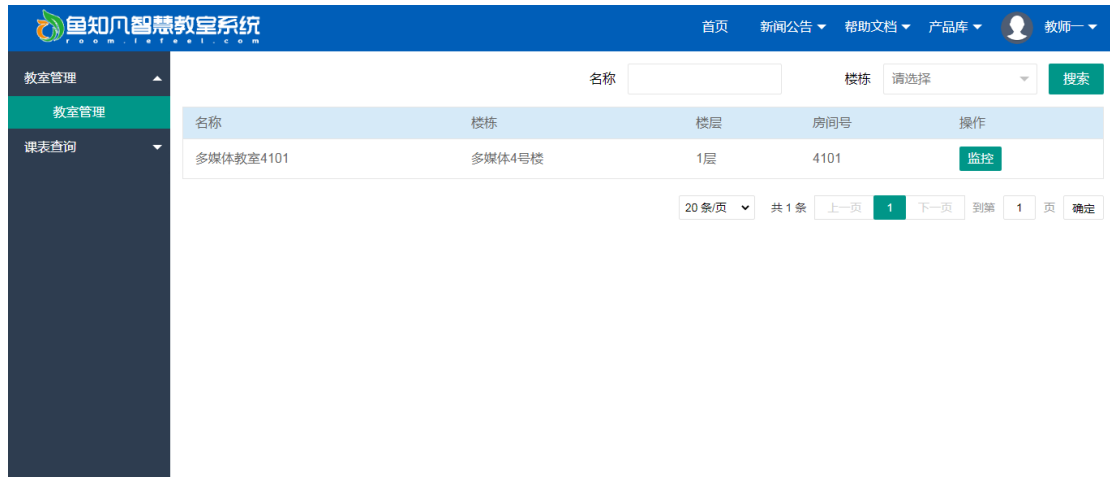 鱼知凡智慧教室系统
room.lefeel.com
首页 新闻公告 帮助文档 产品库 教师一
教室管理
教室管理
课表查询
名称 楼栋 请选择 搜索
名称 楼栋 楼层 房间号 操作
多媒体教室4101 多媒体4号楼 1层 4101 监控
20 条/页 共 1 条 上一页 1 下一页 到第 1 页 确定